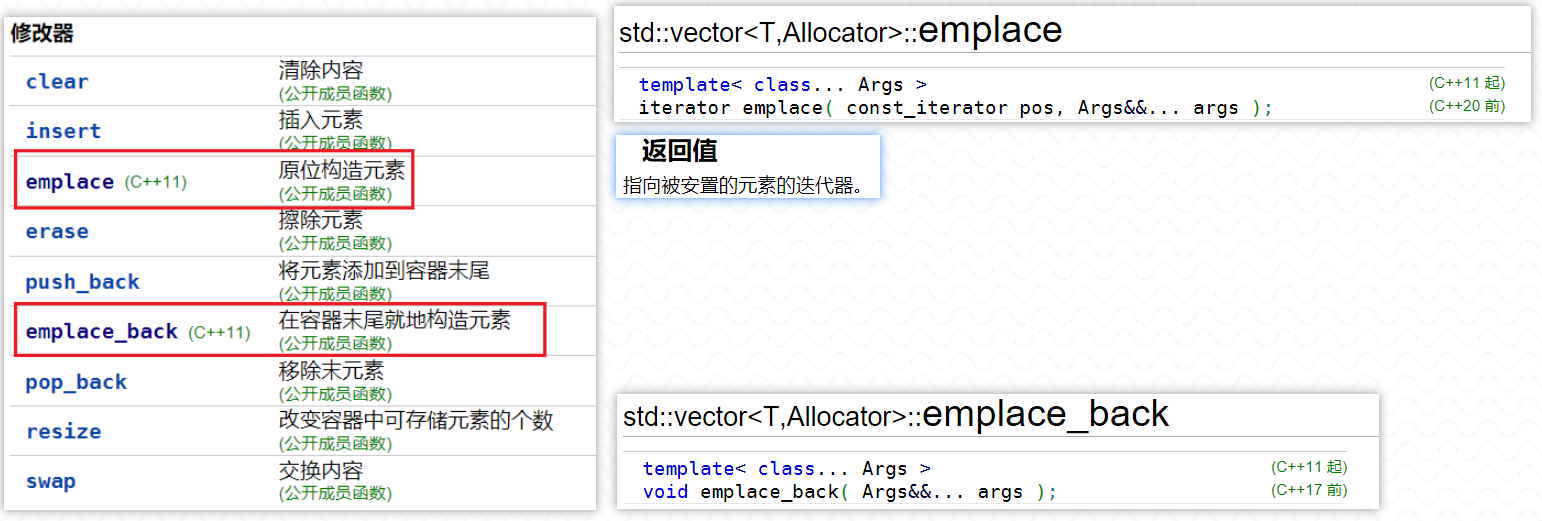 修改器
clear 清除内容
(公开成员函数)
insert 插入元素
(公开成员函数)
emplace (C++11) 原位构造元素
(公开成员函数)
erase 擦除元素
(公开成员函数)
push_back 将元素添加到容器末尾
(公开成员函数)
emplace_back (C++11) 在容器末尾就地构造元素
(公开成员函数)
pop_back 移除末元素
(公开成员函数)
resize 改变容器中可存储元素的个数
(公开成员函数)
swap 交换内容
(公开成员函数)
std::vector<T,Allocator>::emplace
template< class... Args > (C++11 起)
iterator emplace( const_iterator pos, Args&&... args ); (C++20 前)
返回值
指向被安置的元素的迭代器。
std::vector<T,Allocator>::emplace_back
template< class... Args > (C++11 起)
void emplace_back( Args&&... args ); (C++17 前)